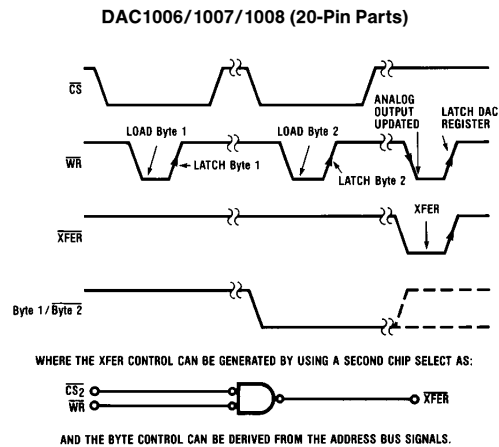 DAC1006/1007/1008 (20-Pin Parts)
CS
ANALOG
OUTPUT
UPDATED
LATCH DAC
REGISTER
LOAD Byte 1
LOAD Byte 2
WR
LATCH Byte 1
LATCH Byte 2
XFER
XFER
Byte 1/Byte 2
WHERE THE XFER CONTROL CAN BE GENERATED BY USING A SECOND CHIP SELECT AS:
CS2
WR
XFER
AND THE BYTE CONTROL CAN BE DERIVED FROM THE ADDRESS BUS SIGNALS.